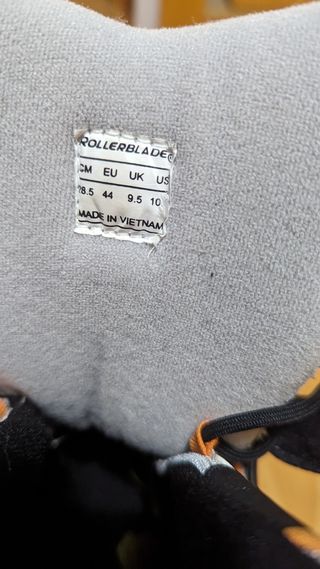 ROLLERBLADE®
CM EU UK US
28.5 44 9.5 10
MADE IN VIETNAM